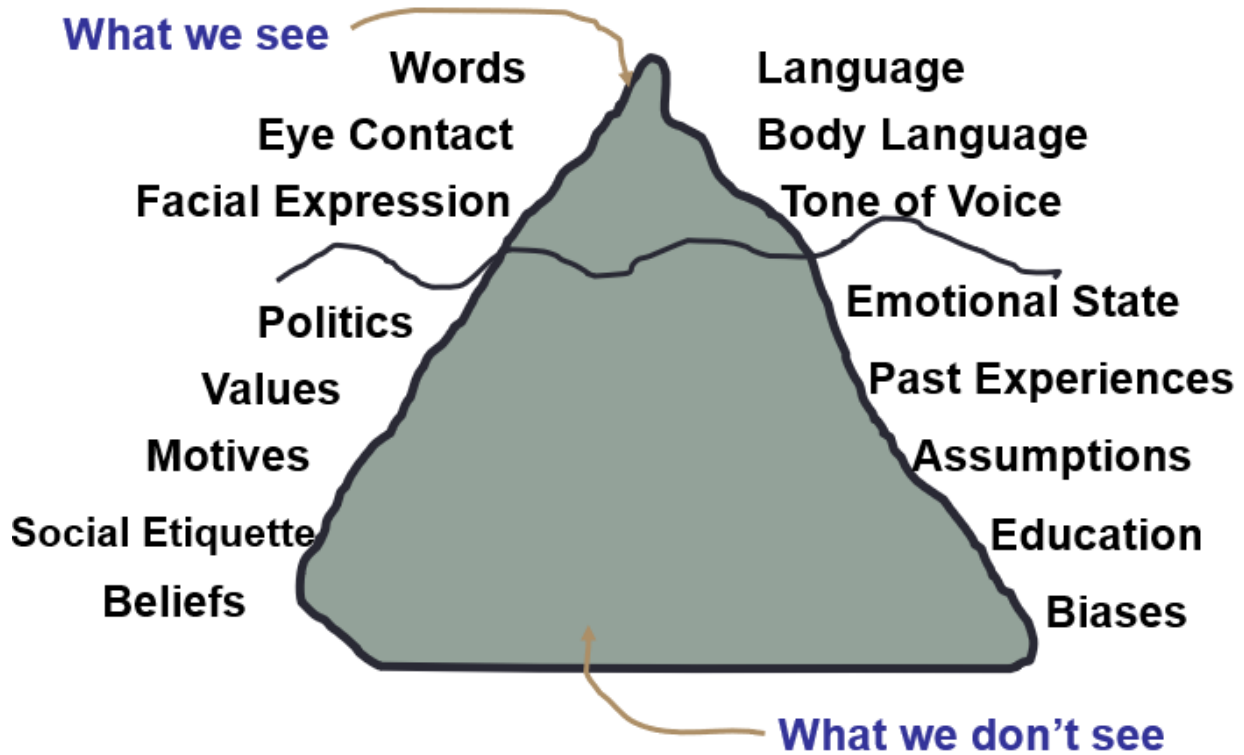 What we see
Words
Language
Eye Contact
Body Language
Facial Expression
Tone of Voice
Politics
Emotional State
Values
Past Experiences
Motives
Assumptions
Social Etiquette
Education
Beliefs
Biases
What we don’t see